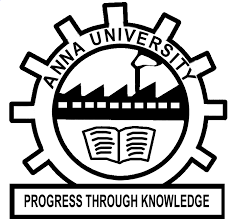 ANNA UNIVERSITY
PROGRESS THROUGH KNOWLEDGE